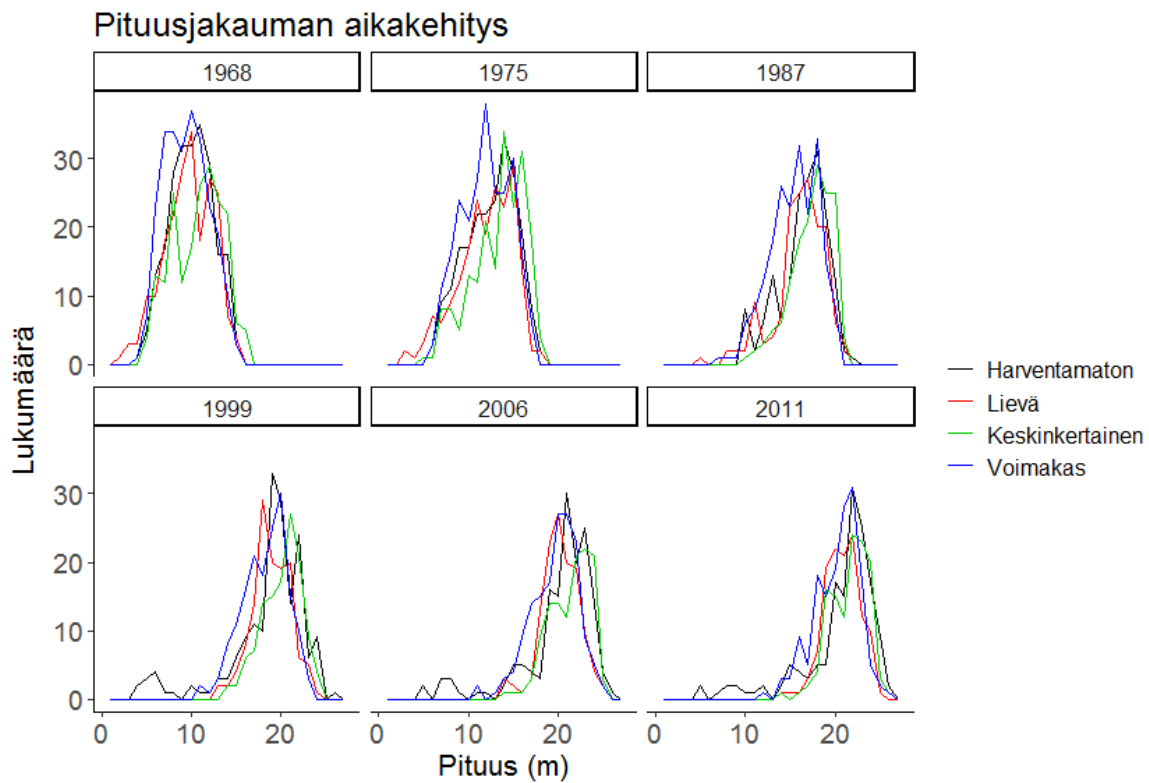 Pituusjakauman aikakehitys
1968 1975 1987
30
20
10
0
1999 2006 2011
30
20
10
0
0 10 20 0 10 20 0 10 20
Pituus (m)
Lukumäärä
Harventamaton
Lievä
Keskinkertainen
Voimakas